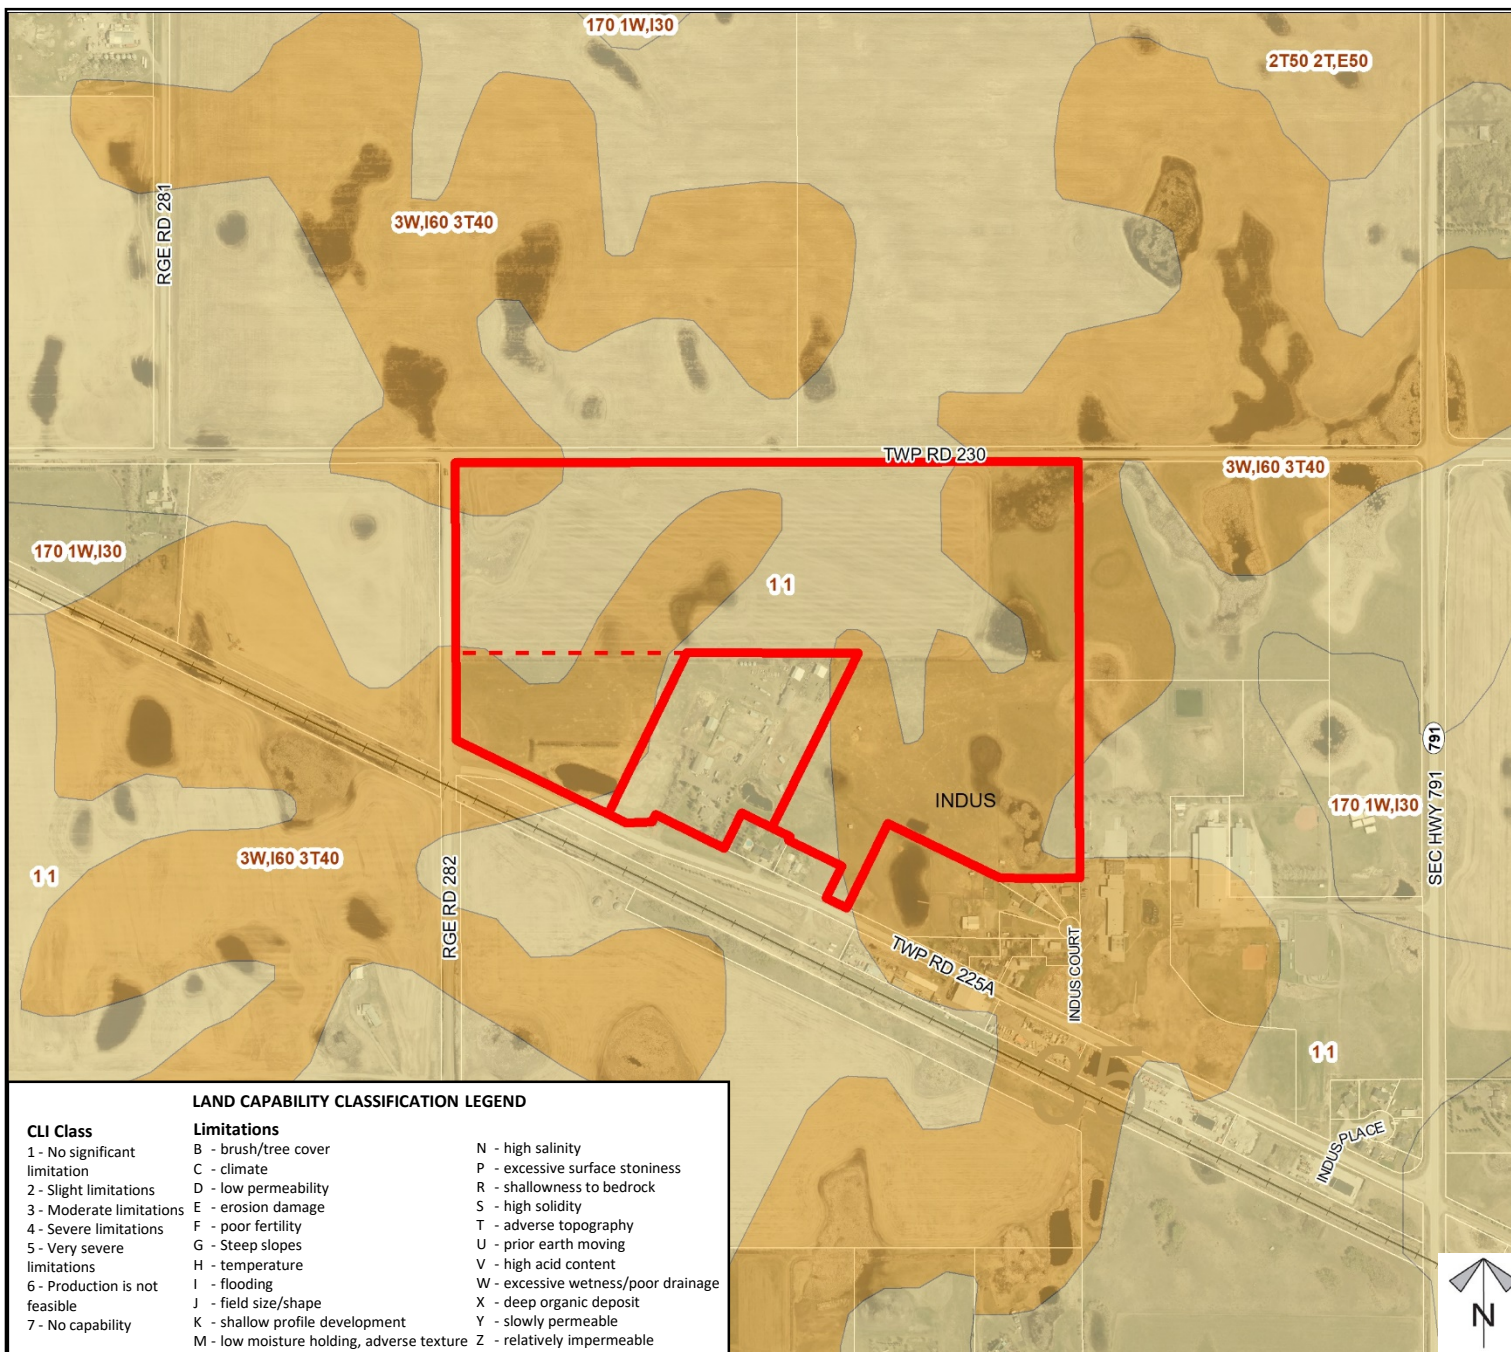 170 1W,I30
2T50 2T,E50
RGE RD 281
3W,I60 3T40
TWP RD 230
3W,I60 3T40
170 1W,I30
1 1
791
SEC HWY 791
INDUS
170 1W,I30
3W,I60 3T40
1 1
RGE RD 282
TWP RD 225A
INDUS COURT
1 1
INDUS PLACE
LAND CAPABILITY CLASSIFICATION LEGEND
CLI Class
1 - No significant
limitation
2 - Slight limitations
3 - Moderate limitations
4 - Severe limitations
5 - Very severe
limitations
6 - Production is not
feasible
7 - No capability
Limitations
B - brush/tree cover
C - climate
D - low permeability
E - erosion damage
F - poor fertility
G - Steep slopes
H - temperature
I - flooding
J - field size/shape
K - shallow profile development
M - low moisture holding, adverse texture
N - high salinity
P - excessive surface stoniness
R - shallowness to bedrock
S - high solidity
T - adverse topography
U - prior earth moving
V - high acid content
W - excessive wetness/poor drainage
X - deep organic deposit
Y - slowly permeable
Z - relatively impermeable
N